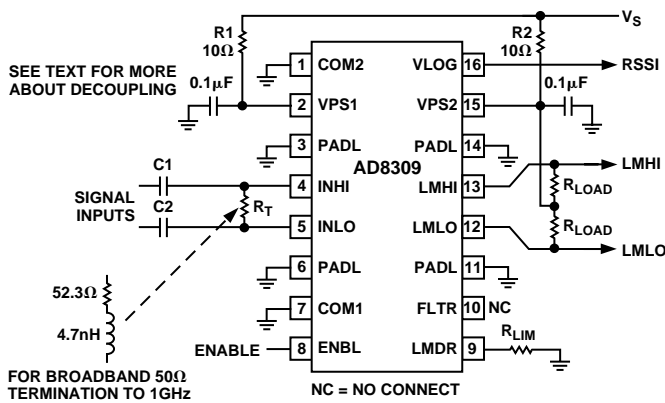 VS
R1
10Ω
R2
10Ω
SEE TEXT FOR MORE
ABOUT DECOUPLING
0.1μF
0.1μF
1 COM2
VLOG 16
RSSI
2 VPS1
VPS2 15
3 PADL
PADL 14
AD8309
C1
SIGNAL
INPUTS
C2
RT
4 INHI
LMHI 13
LMHI
RLOAD
5 INLO
LMLO 12
RLOAD
LMLO
6 PADL
PADL 11
52.3Ω
4.7nH
7 COM1
FLTR 10 NC
ENABLE
8 ENBL
LMDR 9
RLIM
FOR BROADBAND 50Ω
TERMINATION TO 1GHz
NC = NO CONNECT